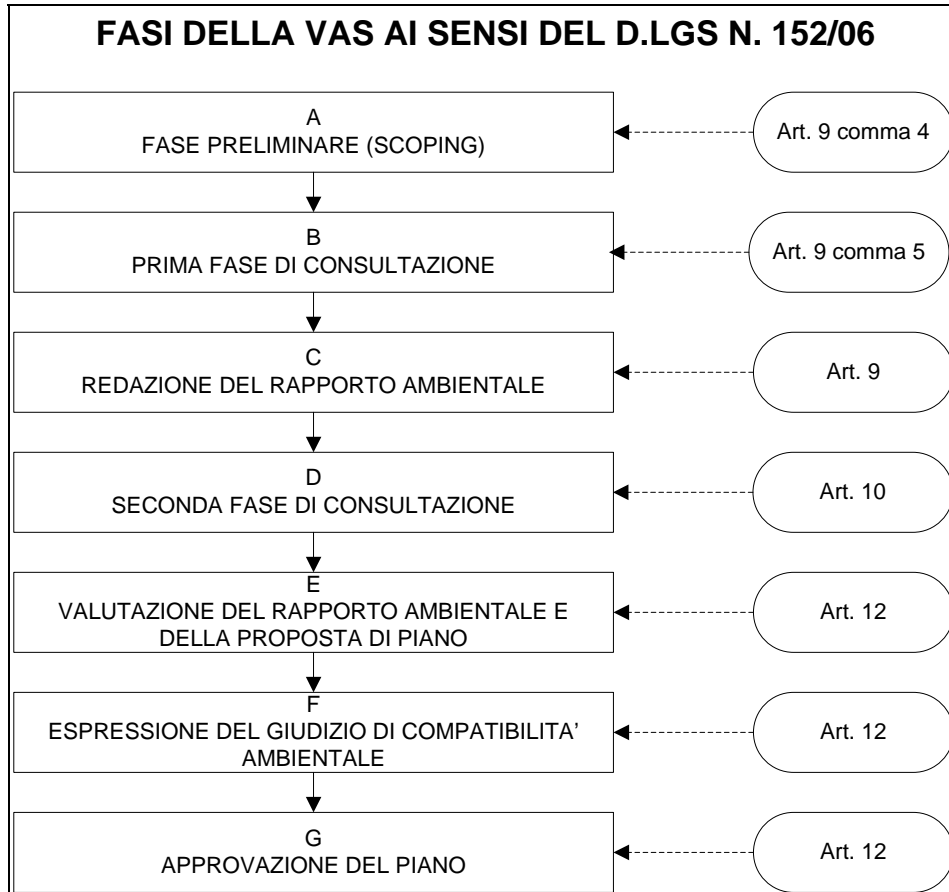 FASI DELLA VAS AI SENSI DEL D.LGS N. 152/06
A
FASE PRELIMINARE (SCOPING)
Art. 9 comma 4
B
PRIMA FASE DI CONSULTAZIONE
Art. 9 comma 5
C
REDAZIONE DEL RAPPORTO AMBIENTALE
Art. 9
D
SECONDA FASE DI CONSULTAZIONE
Art. 10
E
VALUTAZIONE DEL RAPPORTO AMBIENTALE E
DELLA PROPOSTA DI PIANO
Art. 12
F
ESPRESSIONE DEL GIUDIZIO DI COMPATIBILITA’
AMBIENTALE
Art. 12
G
APPROVAZIONE DEL PIANO
Art. 12